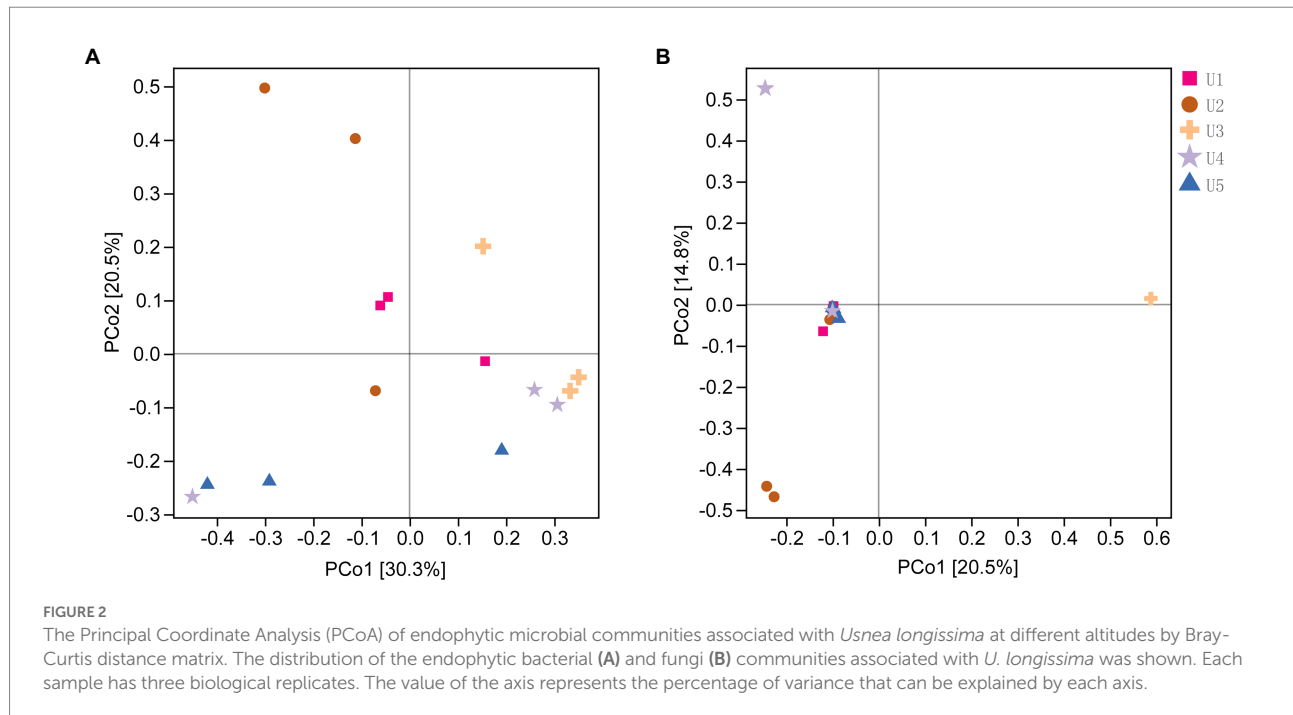 A
0.5
0.4
0.3
0.2
0.1
0.0
-0.1
-0.2
-0.3
PCo2 [20.5%]
-0.4 -0.3 -0.2 -0.1 0.0 0.1 0.2 0.3
PCo1 [30.3%]
B
0.5
0.4
0.3
0.2
0.1
0.0
-0.1
-0.2
-0.3
-0.4
-0.5
PCo2 [14.8%]
-0.2 -0.1 0.0 0.1 0.2 0.3 0.4 0.5 0.6
PCo1 [20.5%]
U1
U2
U3
U4
U5
FIGURE 2
The Principal Coordinate Analysis (PCoA) of endophytic microbial communities associated with Usnea longissima at different altitudes by Bray-
Curtis distance matrix. The distribution of the endophytic bacterial (A) and fungi (B) communities associated with U. longissima was shown. Each
sample has three biological replicates. The value of the axis represents the percentage of variance that can be explained by each axis.